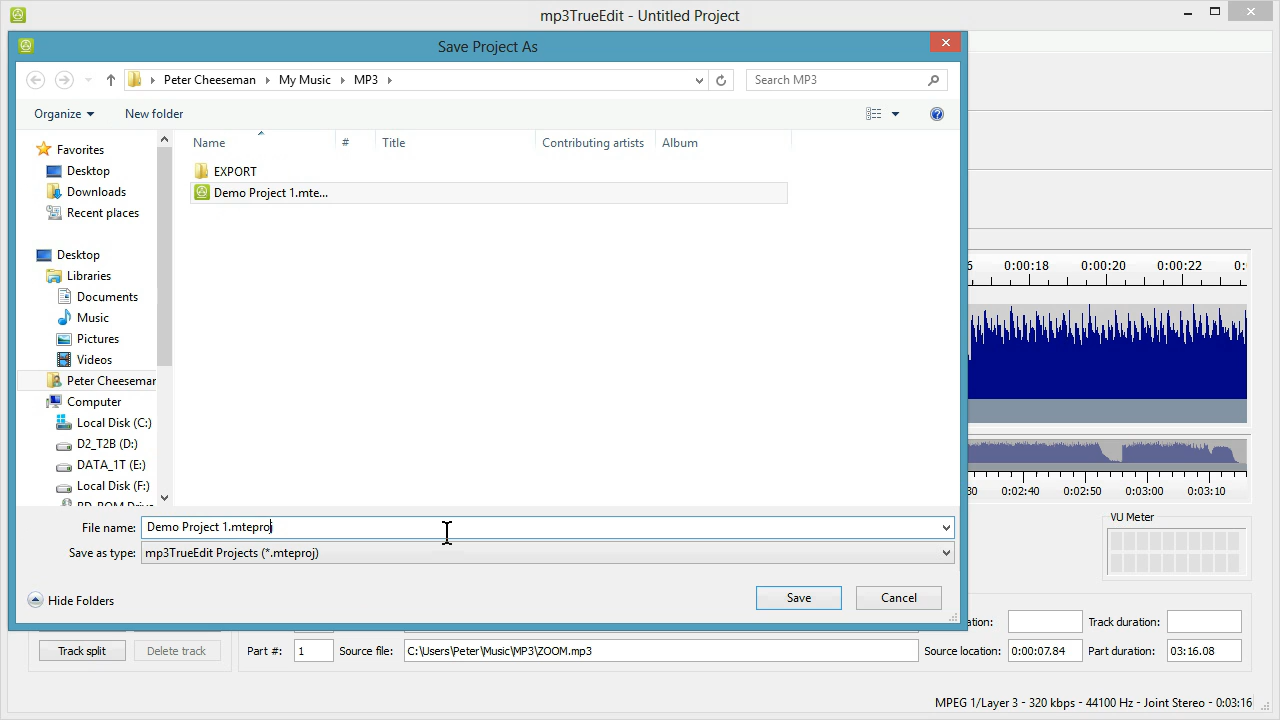 mp3TrueEdit - Untitled Project
Save Project As
Peter Cheeseman My Music MP3
Search MP3
Organize New folder
Name # Title Contributing artists Album
Favorites
Desktop
Downloads
Recent places
Desktop
Libraries
Documents
Music
Pictures
Videos
Peter Cheeseman
Computer
Local Disk (C:)
D2_T2B (D:)
DATA_1T (E:)
Local Disk (F:)
EXPORT
Demo Project 1.mte...
0:00:18 0:00:20 0:00:22
0:02:40 0:02:50 0:03:00 0:03:10
VU Meter
File name: Demo Project 1.mteproj
Save as type: mp3TrueEdit Projects (*.mteproj)
Hide Folders
Save Cancel
Track duration:
Track split Delete track Part #: 1 Source file: C:\Users\Peter\Music\MP3\ZOOM.mp3 Source location: 0:00:07.84 Part duration: 03:16.08
MPEG 1/Layer 3 - 320 kbps - 44100 Hz - Joint Stereo - 0:03:16